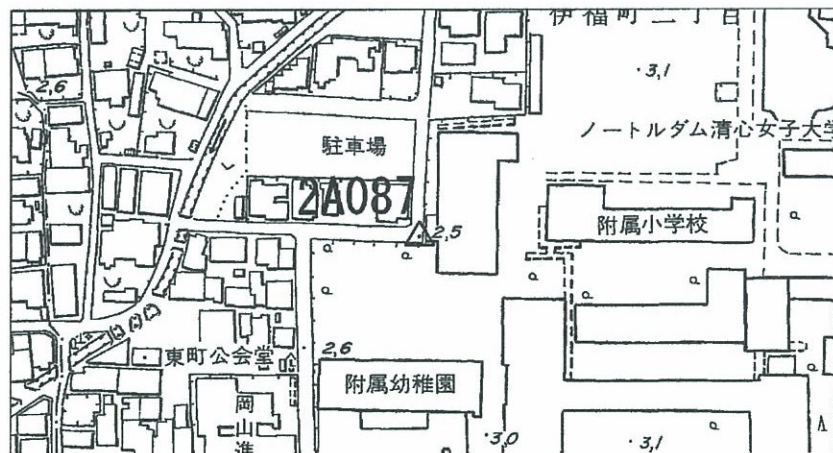 伊福町二丁目
・3,1
2,6
ノートルダム清心女子大学
駐車場
2A087
2,5
附属小学校
2,6
東町公会堂
附属幼稚園
岡山進
・3,0
・3,1